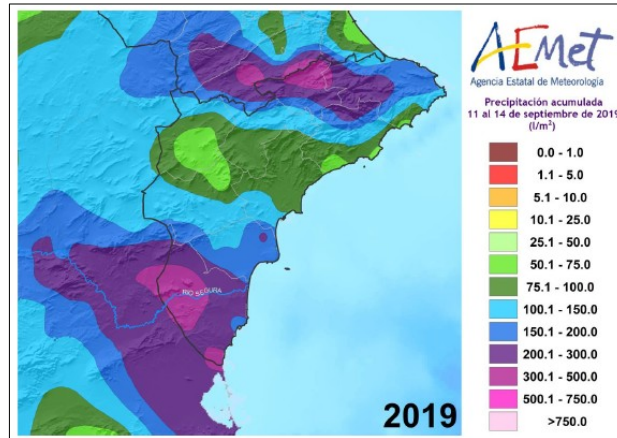 AEmet
Agencia Estatal de Meteorología
Precipitación acumulada
11 al 14 de septiembre de 2019
(l/m²)
0.0 - 1.0
1.1 - 5.0
5.1 - 10.0
10.1 - 25.0
25.1 - 50.0
50.1 - 75.0
75.1 - 100.0
100.1 - 150.0
150.1 - 200.0
200.1 - 300.0
300.1 - 500.0
500.1 - 750.0
>750.0
RIO SEGURA
2019